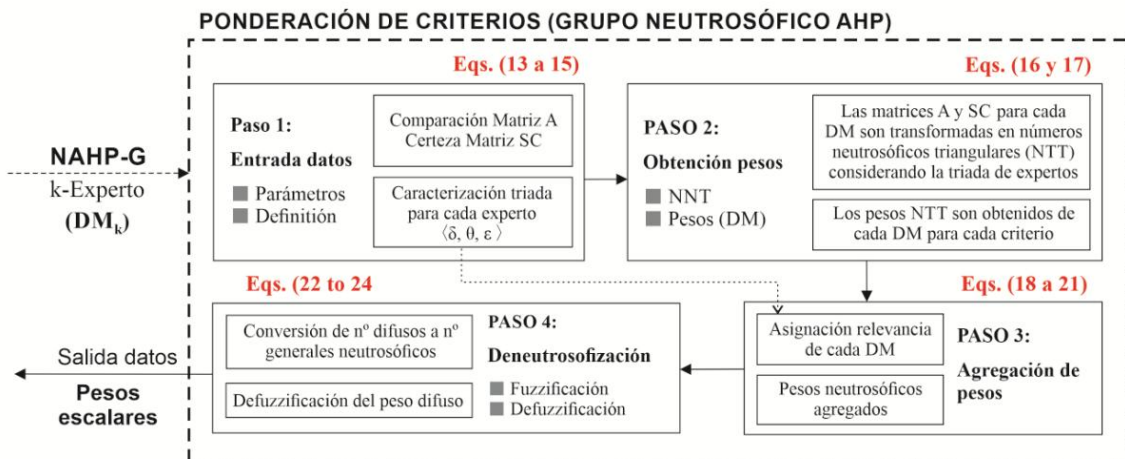 PONDERACIÓN DE CRITERIOS (GRUPO NEUTROSÓFICO AHP)
NAHP-G
k-Experto
(DMk)
Eqs. (13 a 15)
Paso 1:
Entrada datos
Parámetros
Definitión
Comparación Matriz A
Certeza Matriz SC
Caracterización triada
para cada experto
⟨δ, θ, ε ⟩
Eqs. (16 y 17)
PASO 2:
Obtención pesos
NNT
Pesos (DM)
Las matrices A y SC para cada
DM son transformadas en números
neutrosóficos triangulares (NTT)
considerando la triada de expertos
Los pesos NTT son obtenidos de
cada DM para cada criterio
Eqs. (18 a 21)
Asignación relevancia
de cada DM
Pesos neutrosóficos
agregados
PASO 3:
Agregación de
pesos
Eqs. (22 to 24
Conversión de nº difusos a nº
generales neutrosóficos
Defuzzificación del peso difuso
PASO 4:
Deneutrosofización
Fuzzificación
Defuzzificación
Salida datos
Pesos
escalares